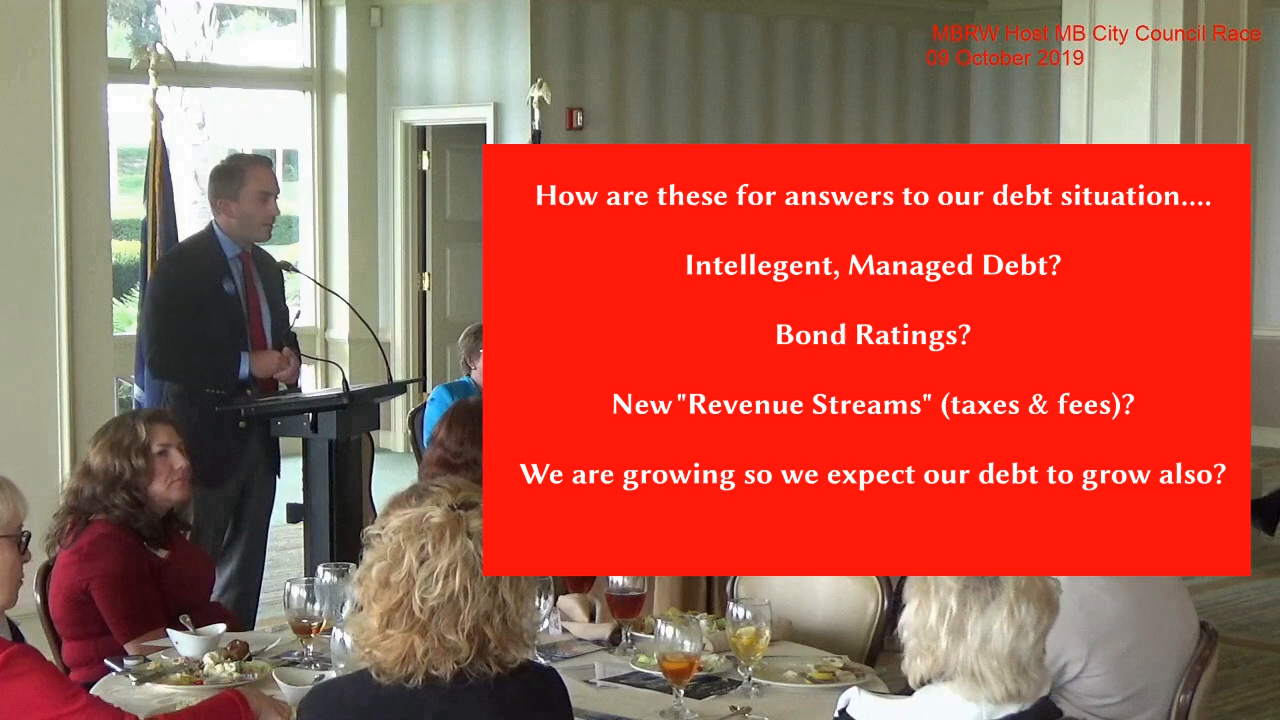 MBRW Host MB City Council Race
09 October 2019
How are these for answers to our debt situation....
Intellegent, Managed Debt?
Bond Ratings?
New "Revenue Streams" (taxes & fees)?
We are growing so we expect our debt to grow also?